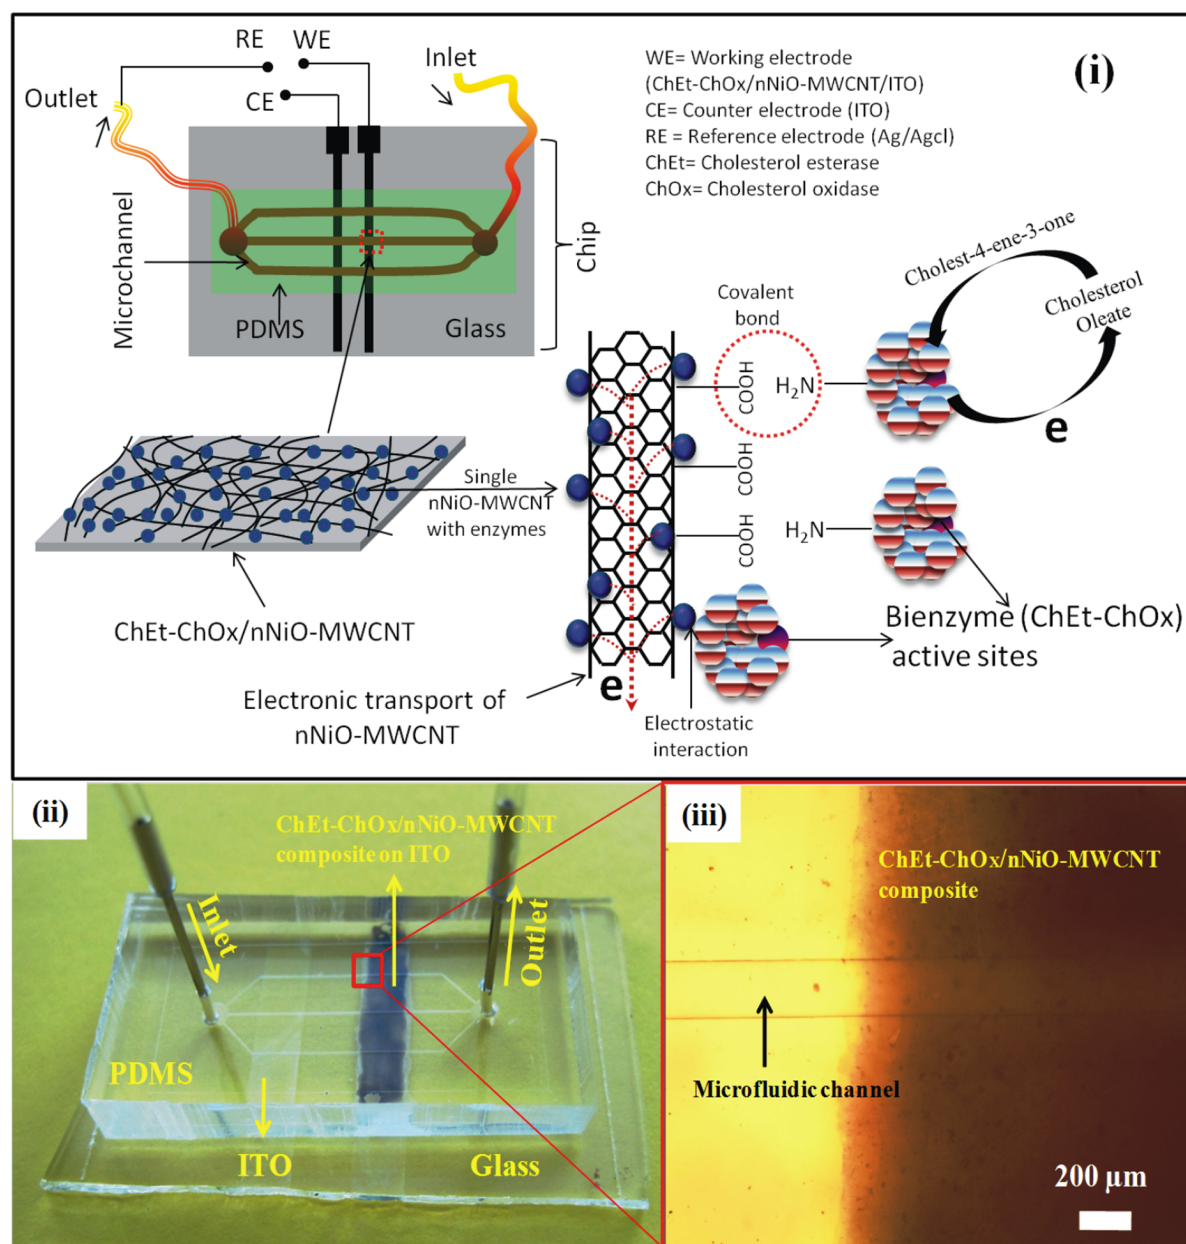 (i)
RE
WE
CE
Inlet
Outlet
WE= Working electrode
(ChEt-ChOx/nNiO-MWCNT/ITO)
CE= Counter electrode (ITO)
RE = Reference electrode (Ag/Agcl)
ChEt= Cholesterol esterase
ChOx= Cholesterol oxidase
Microchannel
PDMS
Glass
Chip
Covalent
bond
Cholest-4-ene-3-one
Cholesterol
Oleate
e
COOH
H₂N
COOH
COOH
H₂N
Single
nNiO-MWCNT
with enzymes
ChEt-ChOx/nNiO-MWCNT
Bienzyme (ChEt-ChOx)
active sites
Electronic transport of
nNiO-MWCNT
e
Electrostatic
interaction
(ii)
ChEt-ChOx/nNiO-MWCNT
composite on ITO
Inlet
Outlet
PDMS
ITO
Glass
(iii)
ChEt-ChOx/nNiO-MWCNT
composite
Microfluidic channel
200 μm